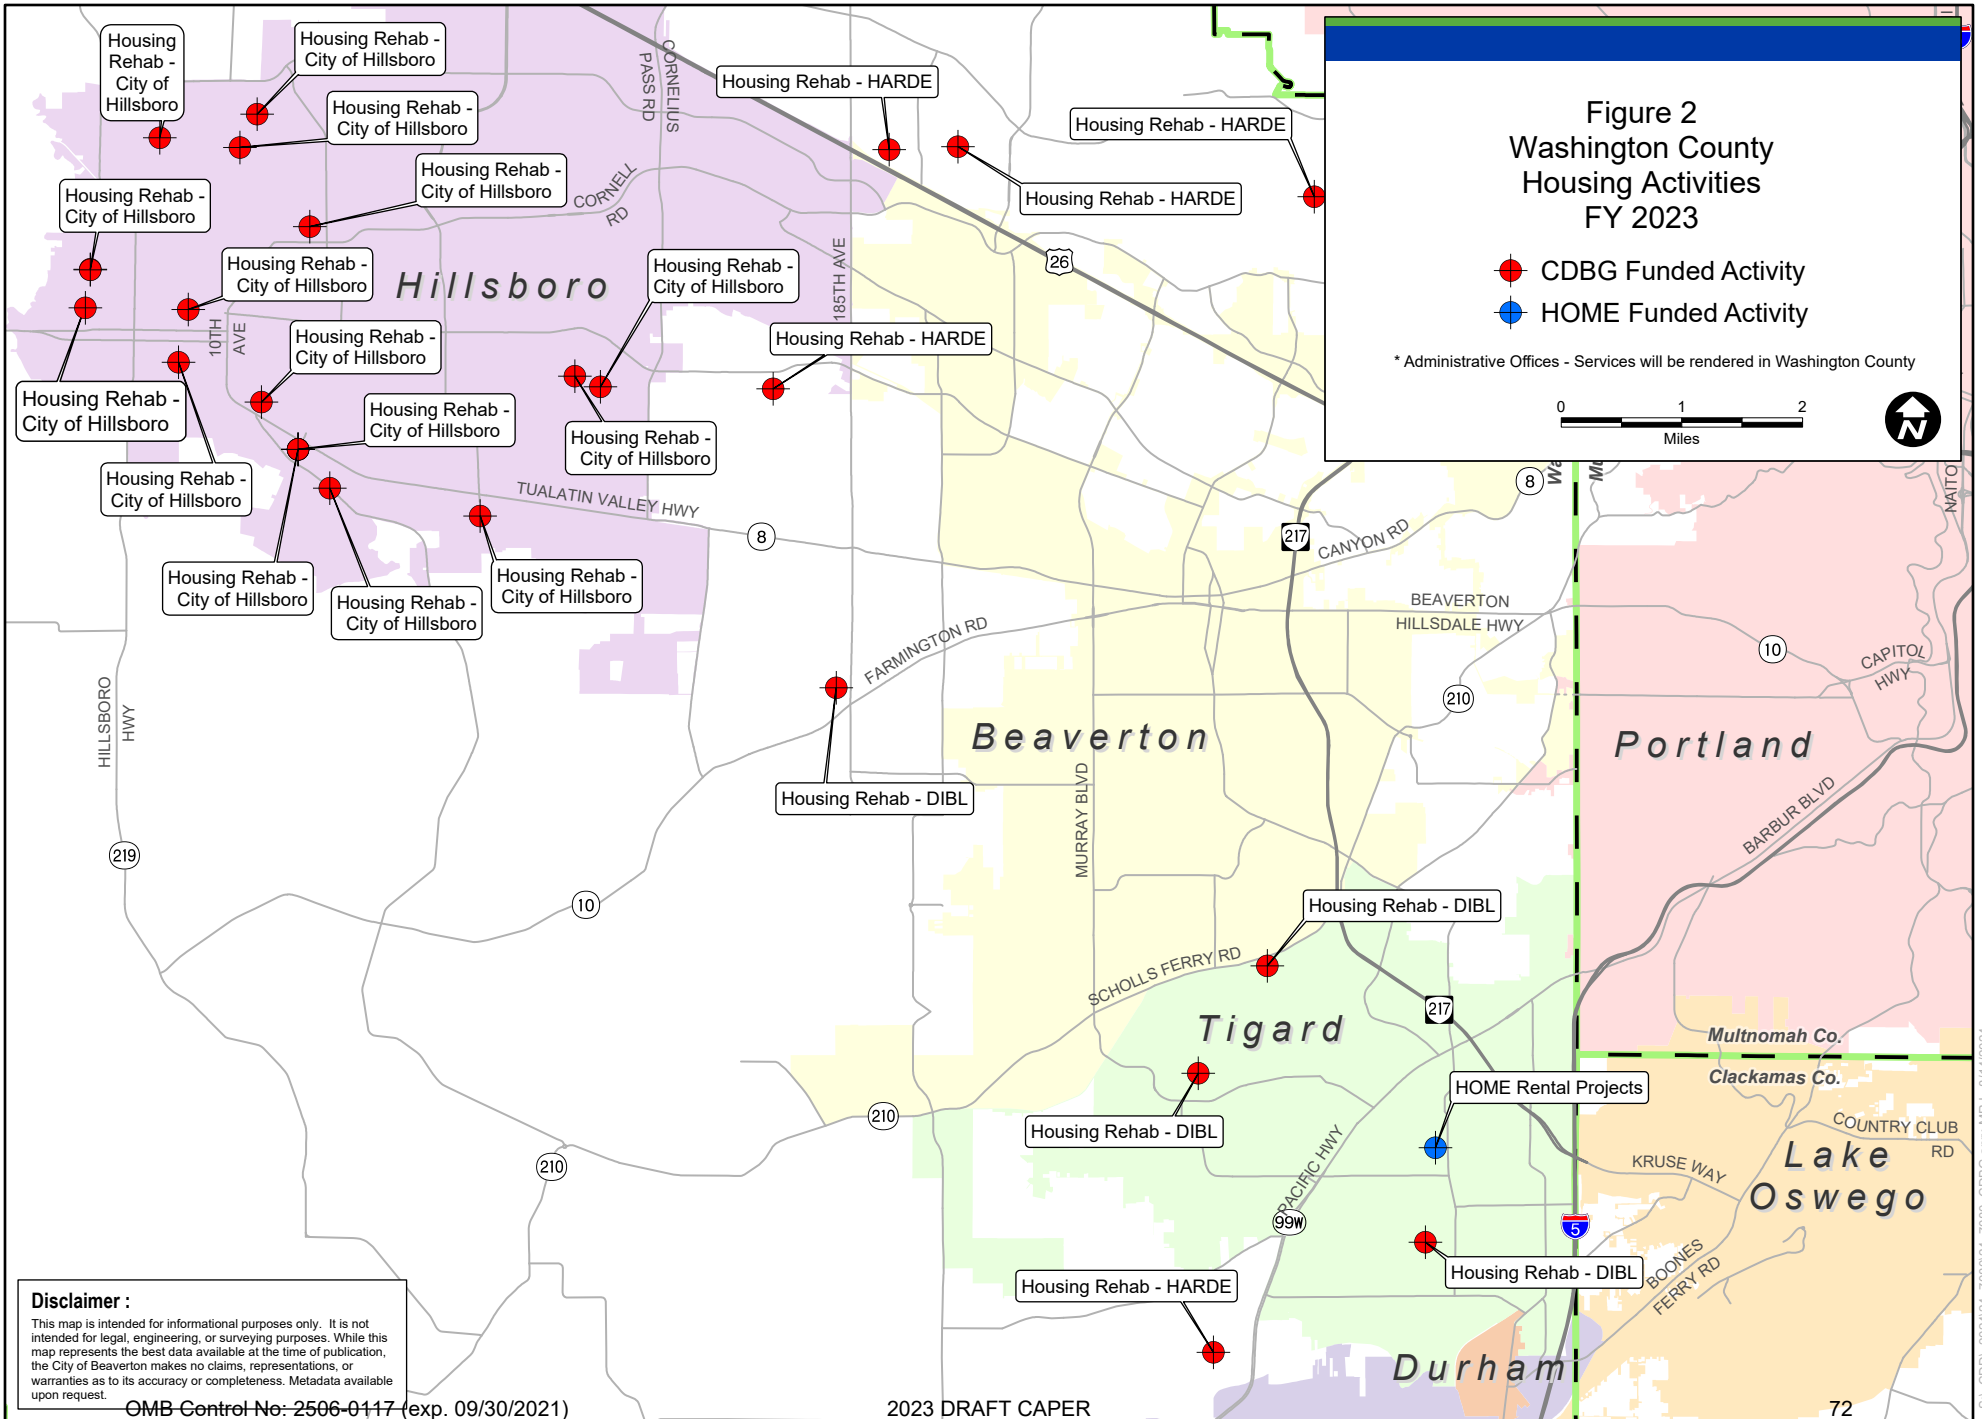 Figure 2
Washington County
Housing Activities
FY 2023
CDBG Funded Activity
HOME Funded Activity
* Administrative Offices - Services will be rendered in Washington County
0 1 2
Miles
N
Housing
Rehab -
City of
Hillsboro
Housing Rehab -
City of Hillsboro
Housing Rehab -
City of Hillsboro
Housing Rehab -
City of Hillsboro
Housing Rehab -
City of Hillsboro
Housing Rehab -
City of Hillsboro
Housing Rehab -
City of Hillsboro
Housing Rehab -
City of Hillsboro
Housing Rehab -
City of Hillsboro
Housing Rehab -
City of Hillsboro
Housing Rehab -
City of Hillsboro
Housing Rehab -
City of Hillsboro
Housing Rehab -
City of Hillsboro
Housing Rehab -
City of Hillsboro
Housing Rehab -
City of Hillsboro
Housing Rehab - HARDE
Housing Rehab - HARDE
Housing Rehab - HARDE
Housing Rehab - HARDE
Housing Rehab - DIBL
Housing Rehab - DIBL
Housing Rehab - DIBL
HOME Rental Projects
Housing Rehab - DIBL
Housing Rehab - HARDE
Hillsboro
Beaverton
Portland
Tigard
Lake
Oswego
Durham
Multnomah Co.
Clackamas Co.
CORNELIUS
PASS RD
CORNELL
RD
185TH AVE
10TH
AVE
26
TUALATIN VALLEY HWY
8
8
217
CANYON RD
BEAVERTON
HILLSDALE HWY
FARMINGTON RD
10
CAPITOL
HWY
210
HILLSBORO
HWY
MURRAY BLVD
BARBUR BLVD
219
10
SCHOLLS FERRY RD
217
210
210
PACIFIC HWY
99W
KRUSE WAY
COUNTRY CLUB
RD
5
BOONES
FERRY RD
NAITO
Disclaimer :
This map is intended for informational purposes only. It is not
intended for legal, engineering, or surveying purposes. While this
map represents the best data available at the time of publication,
the City of Beaverton makes no claims, representations, or
warranties as to its accuracy or completeness. Metadata available
upon request.
OMB Control No: 2506-0117 (exp. 09/30/2021)
2023 DRAFT CAPER
72